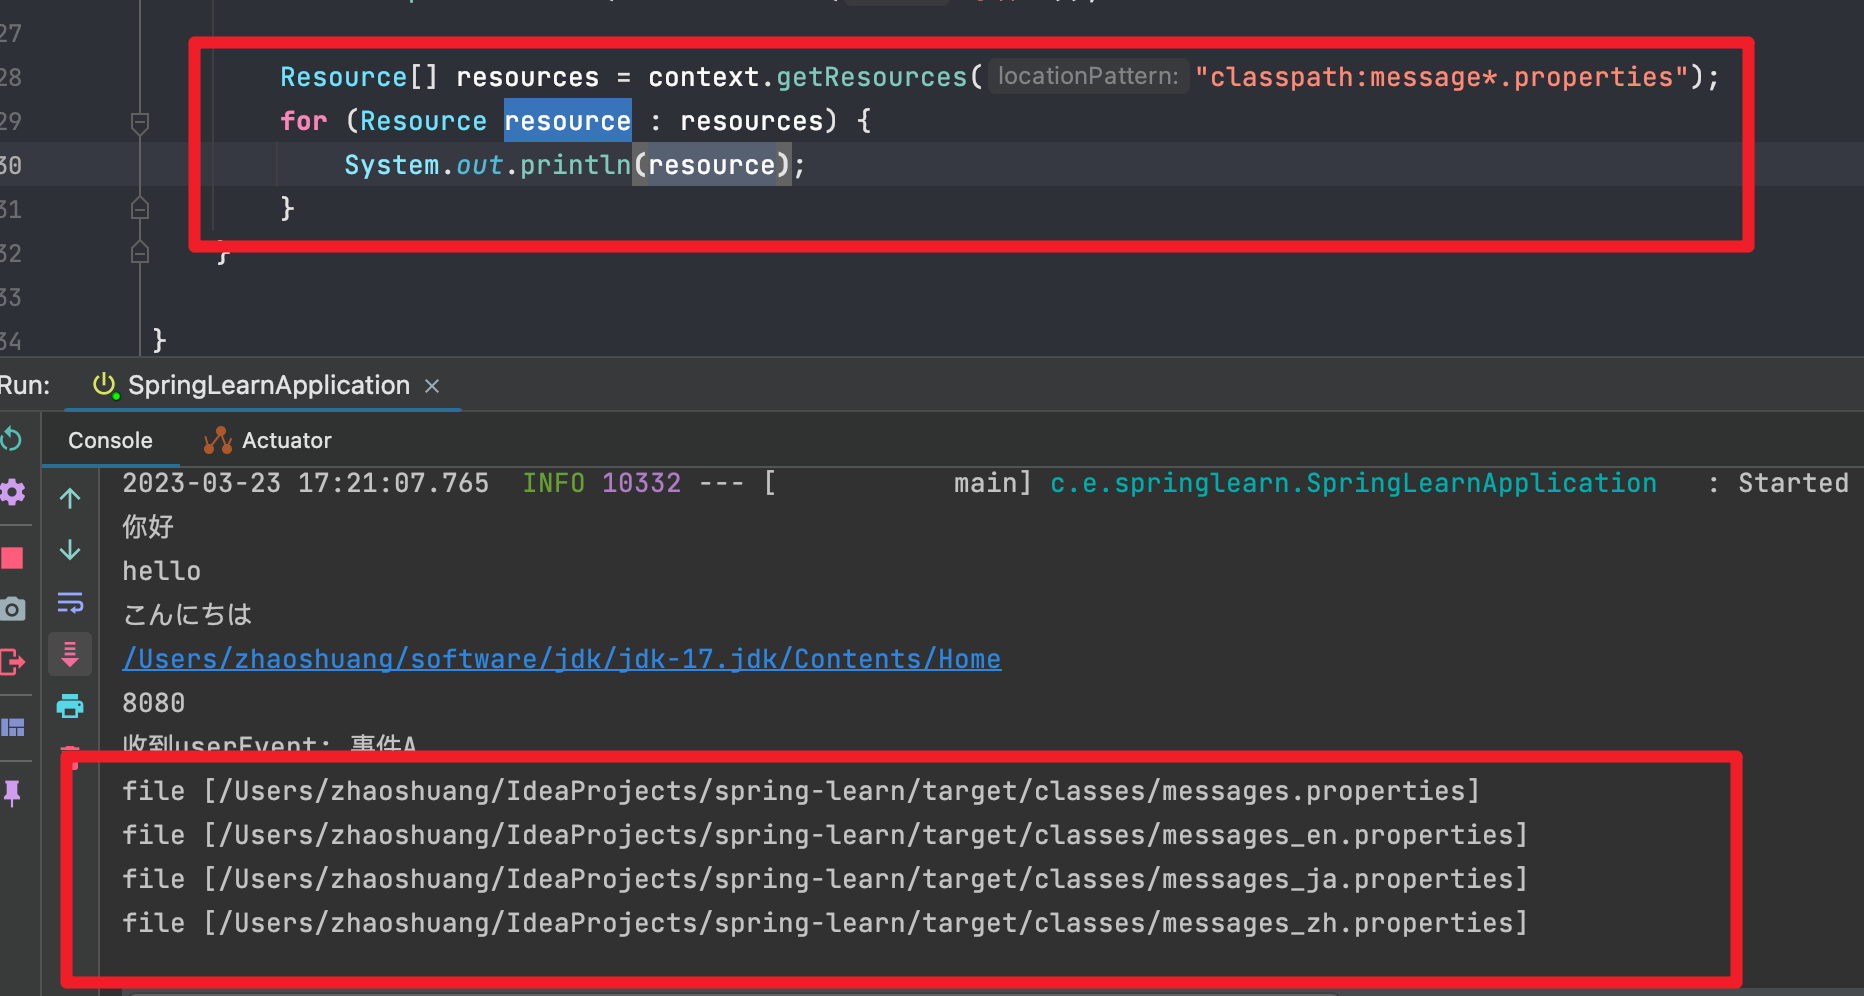 27
28 Resource[] resources = context.getResources( locationPattern: "classpath:message*.properties");
29 for (Resource resource : resources) {
30 System.out.println(resource);
31 }
32 }
33
34 }
Run: SpringLearnApplication ×
Console Actuator
2023-03-23 17:21:07.765 INFO 10332 --- [ main] c.e.springlearn.SpringLearnApplication : Started
你好
hello
こんにちは
/Users/zhaoshuang/software/jdk/jdk-17.jdk/Contents/Home
8080
收到userEvent: 事件A
file [/Users/zhaoshuang/IdeaProjects/spring-learn/target/classes/messages.properties]
file [/Users/zhaoshuang/IdeaProjects/spring-learn/target/classes/messages_en.properties]
file [/Users/zhaoshuang/IdeaProjects/spring-learn/target/classes/messages_ja.properties]
file [/Users/zhaoshuang/IdeaProjects/spring-learn/target/classes/messages_zh.properties]